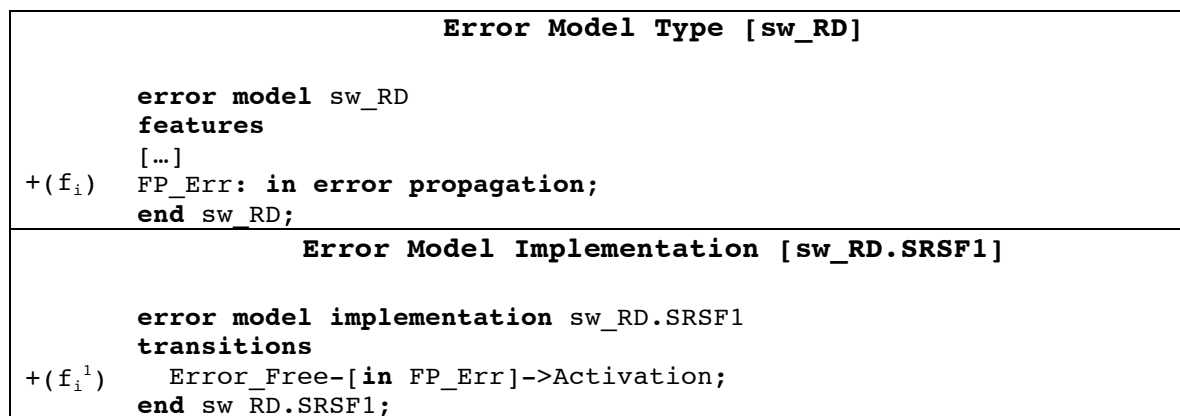 Error Model Type [sw_RD]
error model sw_RD
features
[…]
+(fᵢ) FP_Err: in error propagation;
end sw_RD;
Error Model Implementation [sw_RD.SRSF1]
error model implementation sw_RD.SRSF1
transitions
+(fᵢ¹) Error_Free-[in FP_Err]->Activation;
end sw_RD.SRSF1;